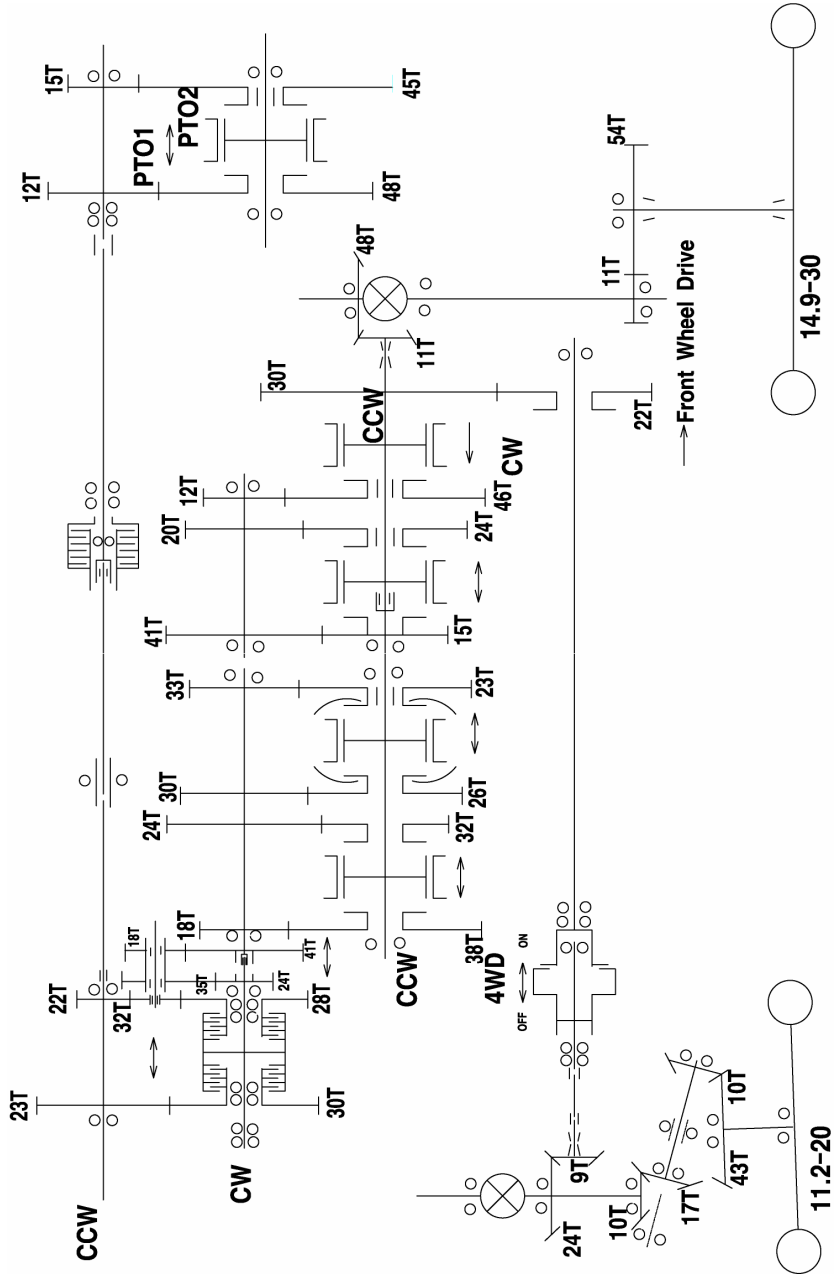 15T
45T
PTO2
PTO1
12T
48T
54T
48T
11T
Front Wheel Drive
14.9-30
11T
30T
CCW
22T
CW
12T
46T
20T
24T
41T
15T
33T
23T
30T
26T
24T
32T
18T
18T
41T
38T
ON
4WD
OFF
CCW
35T
24T
22T
32T
28T
23T
30T
10T
9T
43T
11.2-20
CW
17T
10T
24T
CCW